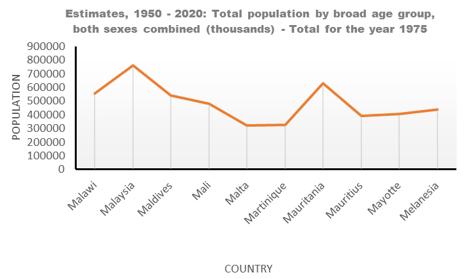 Estimates, 1950 - 2020: Total population by broad age group,
both sexes combined (thousands) - Total for the year 1975
POPULATION
900000
800000
700000
600000
500000
400000
300000
200000
100000
0
Malawi
Malaysia
Maldives
Mali
Malta
Martinique
Mauritania
Mauritius
Mayotte
Melanesia
COUNTRY